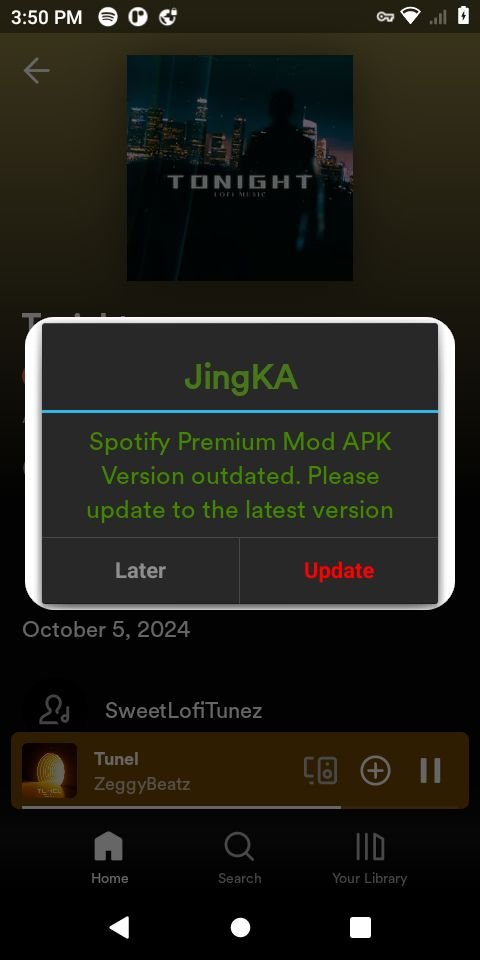 3:50 PM
TONIGHT
LOFI MUSIC
JingKA
Spotify Premium Mod APK
Version outdated. Please
update to the latest version
Later
Update
October 5, 2024
SweetLofiTunez
Tunel
ZeggyBeatz
Home
Search
Your Library